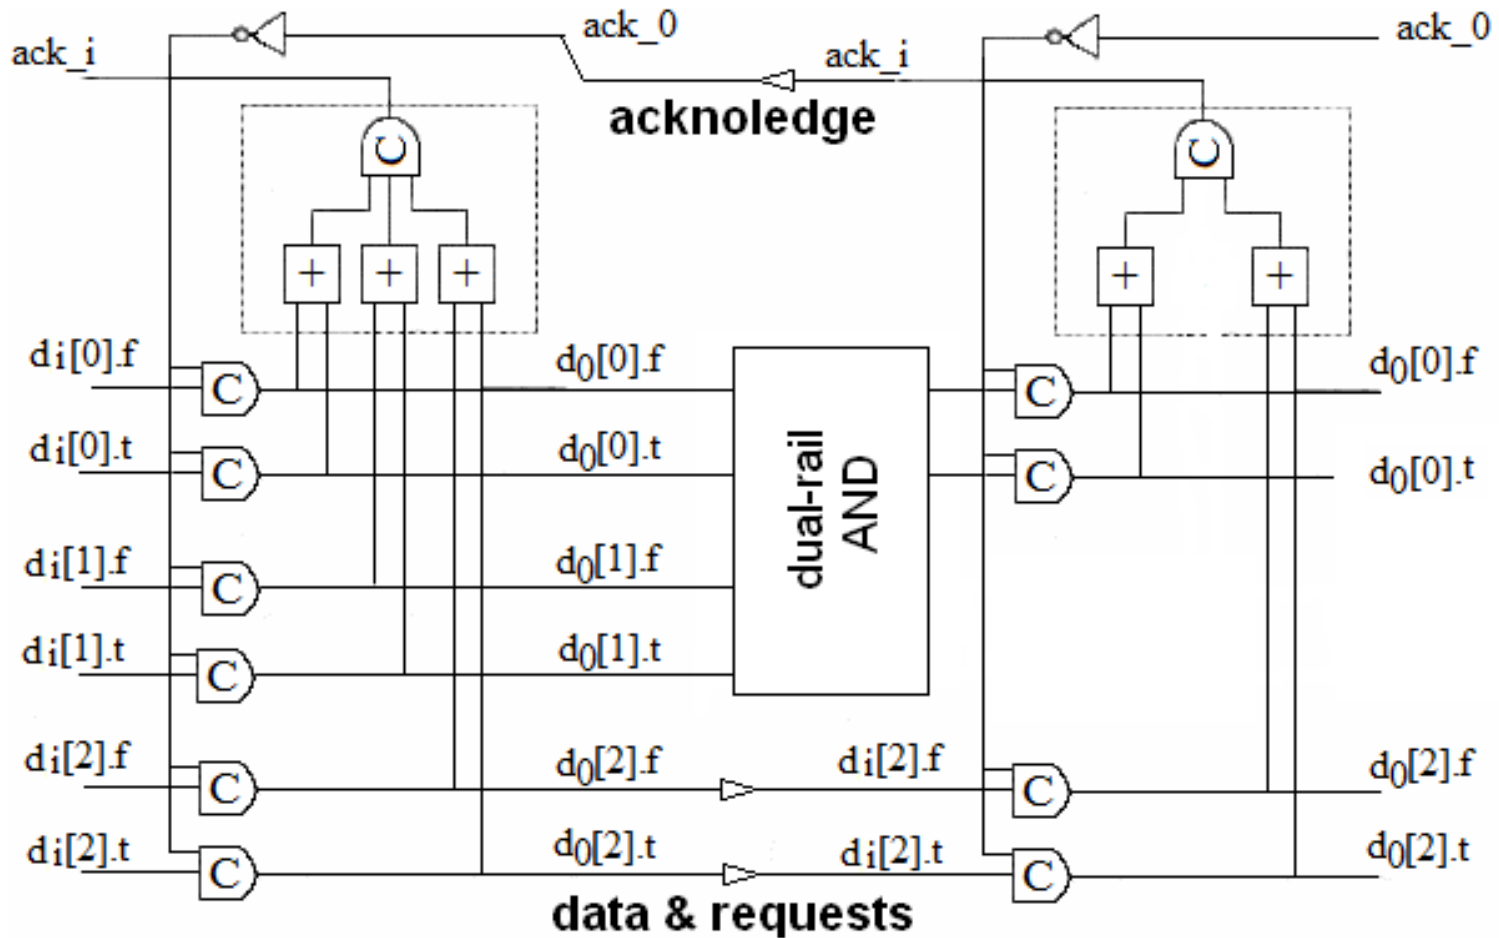 ack_0
ack_0
ack_i
ack_i
acknoledge
C
C
+ + +
+ +
di[0].f
d0[0].f
d0[0].f
C
C
di[0].t
d0[0].t
d0[0].t
C
C
dual-rail
AND
di[1].f
d0[1].f
C
di[1].t
d0[1].t
C
di[2].f
d0[2].f
di[2].f
d0[2].f
C
C
di[2].t
d0[2].t
di[2].t
d0[2].t
C
C
data & requests